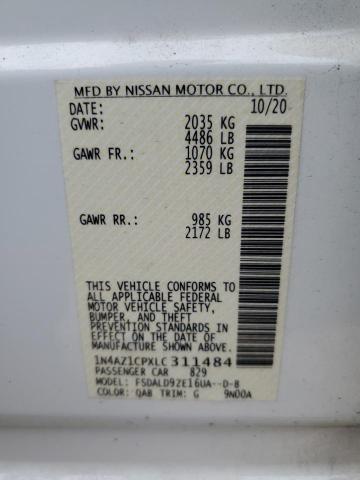 MFD BY NISSAN MOTOR CO., LTD.
DATE: 10/20
GVWR: 2035 KG
4486 LB
GAWR FR.: 1070 KG
2359 LB
GAWR RR.: 985 KG
2172 LB
THIS VEHICLE CONFORMS TO
ALL APPLICABLE FEDERAL
MOTOR VEHICLE SAFETY,
BUMPER, AND THEFT
PREVENTION STANDARDS
IN EFFECT ON THE DATE OF
MANUFACTURE SHOWN ABOVE.
1N4AZ1CPXLC311484
PASSENGER CAR 829
MODEL: FSDALD92E16UA--D-8
COLOR: QAB TRIM: G 9N00A